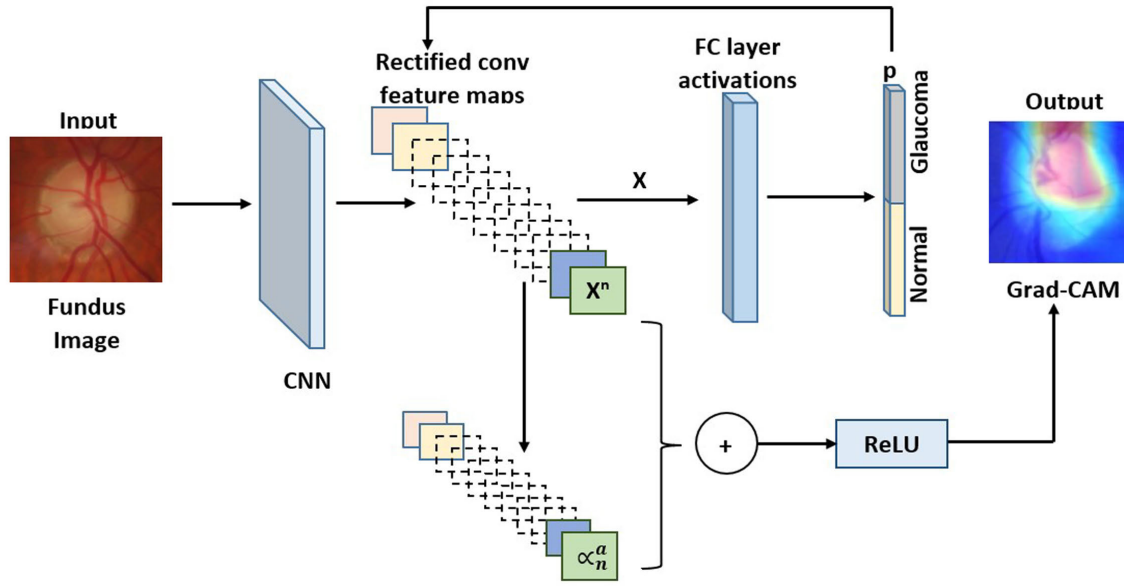 Input
Fundus
Image
CNN
Rectified conv
feature maps
Xⁿ
X
FC layer
activations
p
Glaucoma
Normal
Output
Grad-CAM
∝ₙᵃ
+
ReLU